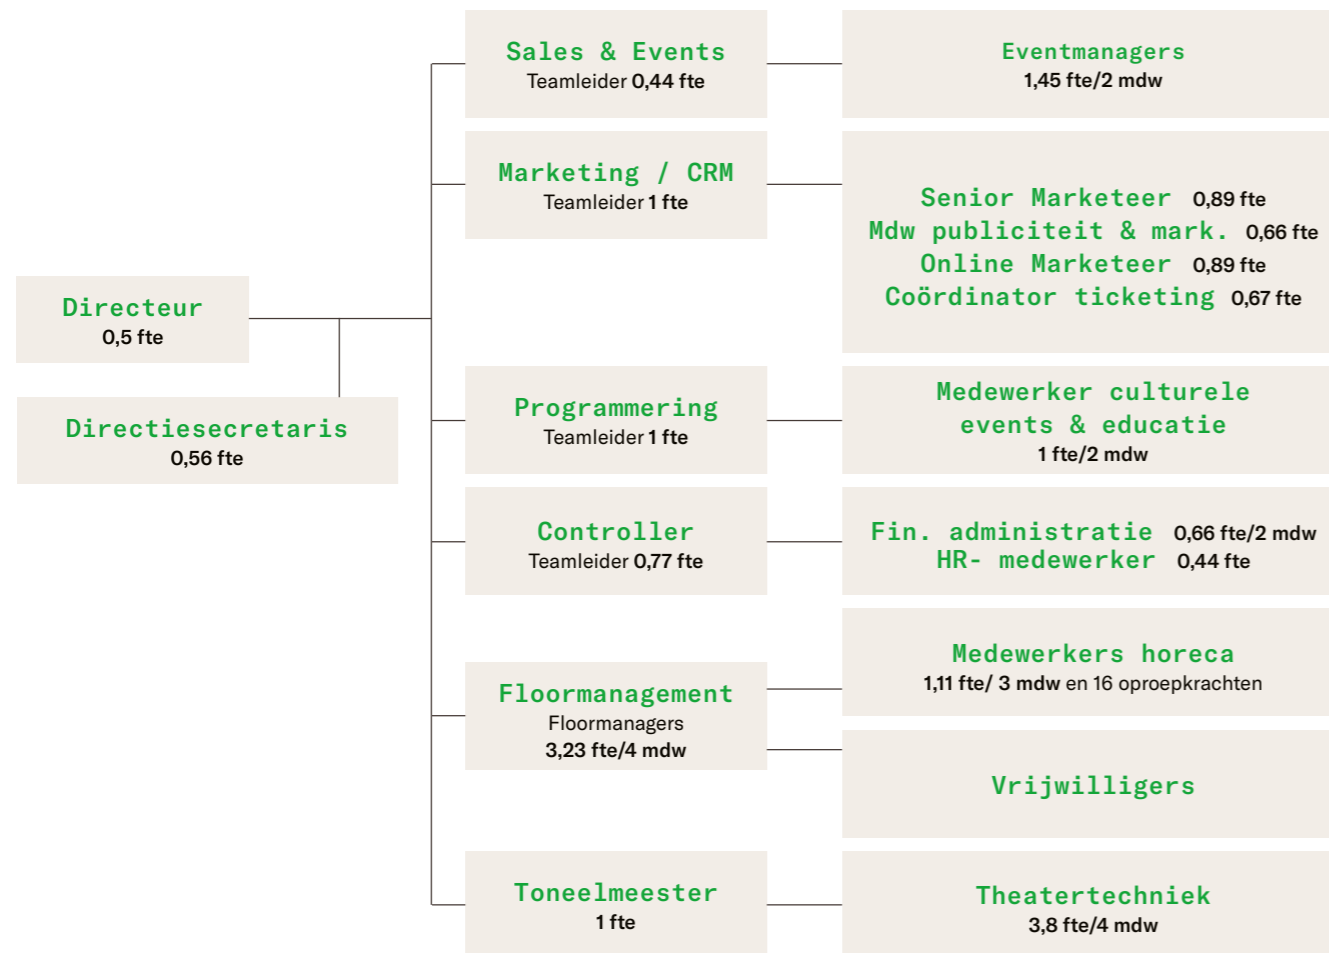 Directeur
0,5 fte
Directiesecretaris
0,56 fte
Sales & Events
Teamleider 0,44 fte
Eventmanagers
1,45 fte/2 mdw
Marketing / CRM
Teamleider 1 fte
Senior Marketeer 0,89 fte
Mdw publiciteit & mark. 0,66 fte
Online Marketeer 0,89 fte
Coördinator ticketing 0,67 fte
Programmering
Teamleider 1 fte
Medewerker culturele
events & educatie
1 fte/2 mdw
Controller
Teamleider 0,77 fte
Fin. administratie 0,66 fte/2 mdw
HR- medewerker 0,44 fte
Floormanagement
Floormanagers
3,23 fte/4 mdw
Medewerkers horeca
1,11 fte/ 3 mdw en 16 oproepkrachten
Vrijwilligers
Toneelmeester
1 fte
Theatertechniek
3,8 fte/4 mdw